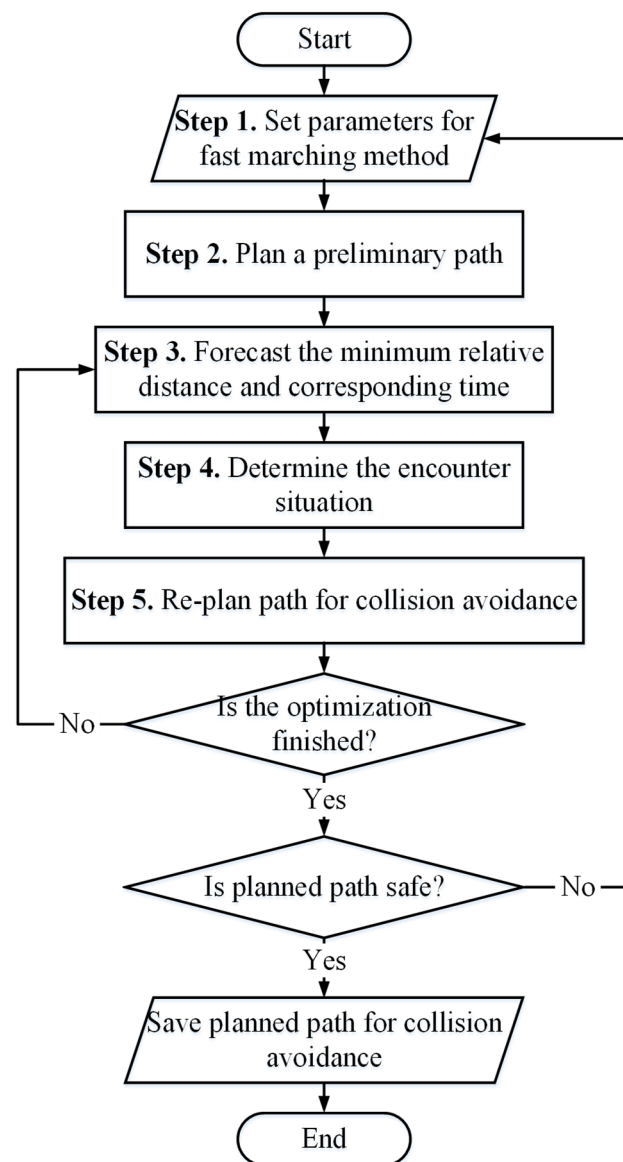 Start
Step 1. Set parameters for
fast marching method
Step 2. Plan a preliminary path
Step 3. Forecast the minimum relative
distance and corresponding time
Step 4. Determine the encounter
situation
Step 5. Re-plan path for collision avoidance
Is the optimization
finished?
No
Yes
Is planned path safe?
No
Yes
Save planned path for collision
avoidance
End